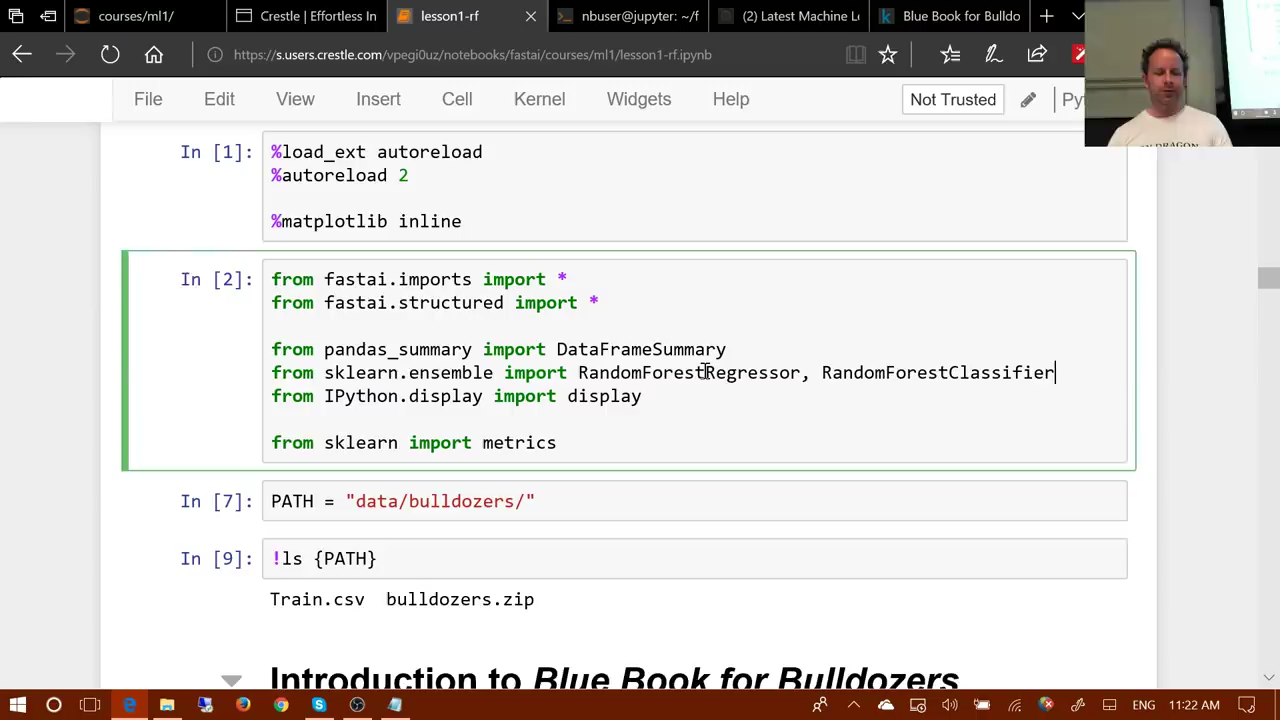 courses/ml1/
Crestle | Effortless In
lesson1-rf
nbuser@jupyter: ~/f
(2) Latest Machine Le
Blue Book for Bulldo
https://s.users.crestle.com/vpegi0uz/notebooks/fastai/courses/ml1/lesson1-rf.ipynb
File Edit View Insert Cell Kernel Widgets Help Not Trusted Py
In [1]: %load_ext autoreload
%autoreload 2
%matplotlib inline
In [2]: from fastai.imports import *
from fastai.structured import *
from pandas_summary import DataFrameSummary
from sklearn.ensemble import RandomForestRegressor, RandomForestClassifier
from IPython.display import display
from sklearn import metrics
In [7]: PATH = "data/bulldozers/"
In [9]: !ls {PATH}
Train.csv bulldozers.zip
Introduction to Blue Book for Bulldozers
ENG 11:22 AM